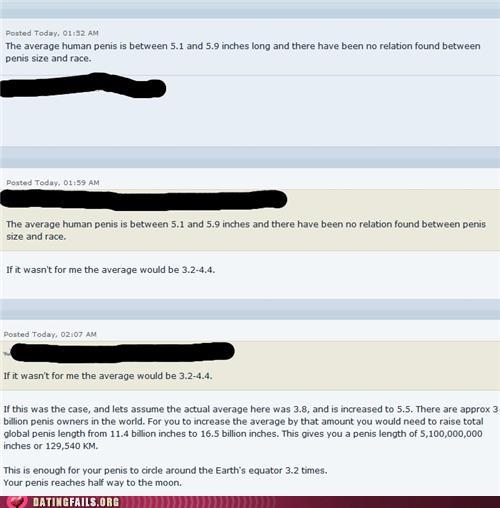 Posted Today, 01:52 AM
The average human penis is between 5.1 and 5.9 inches long and there have been no relation found between
penis size and race.
Posted Today, 01:59 AM
The average human penis is between 5.1 and 5.9 inches and there have been no relation found between penis
size and race.
If it wasn't for me the average would be 3.2-4.4.
Posted Today, 02:07 AM
If it wasn't for me the average would be 3.2-4.4.
If this was the case, and lets assume the actual average here was 3.8, and is increased to 5.5. There are approx 3
billion penis owners in the world. For you to increase the average by that amount you would need to raise total
global penis length from 11.4 billion inches to 16.5 billion inches. This gives you a penis length of 5,100,000,000
inches or 129,540 KM.
This is enough for your penis to circle around the Earth's equator 3.2 times.
Your penis reaches half way to the moon.
DATINGFAILS.ORG